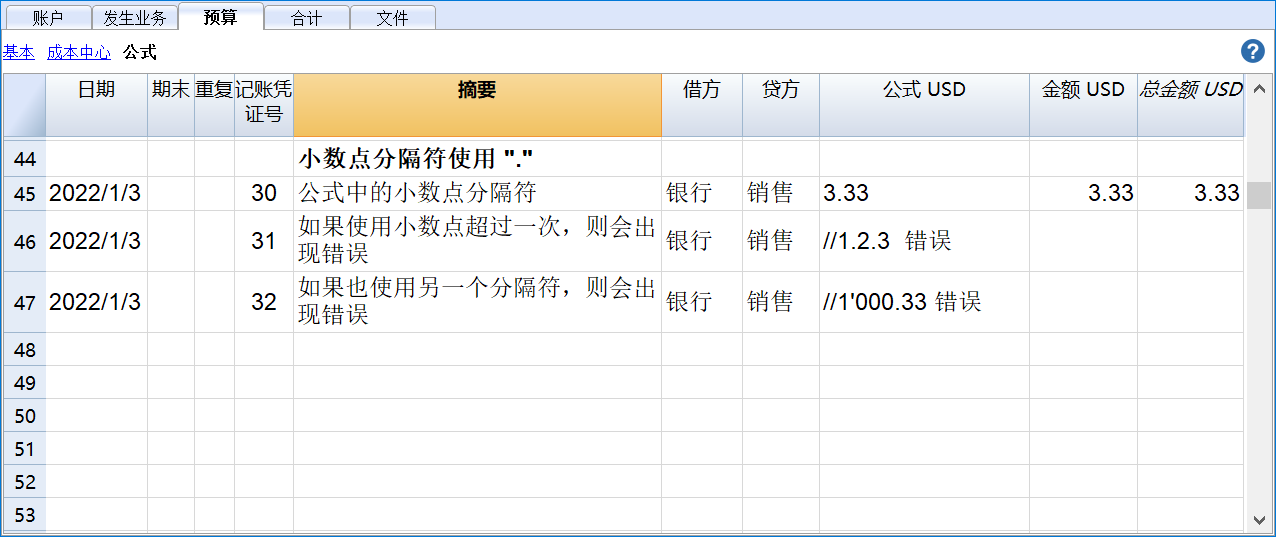 账户 发生业务 预算 合计 文件
基本 成本中心 公式
?
日期 期末 重复 记账凭证号 摘要 借方 贷方 公式 USD 金额 USD 总金额 USD
44 小数点分隔符使用 "."
45 2022/1/3 30 公式中的小数点分隔符 银行 销售 3.33 3.33 3.33
46 2022/1/3 31 如果使用小数点超过一次，则会出现错误 银行 销售 //1.2.3 错误
47 2022/1/3 32 如果也使用另一个分隔符，则会出现错误 银行 销售 //1'000.33 错误
48
49
50
51
52
53